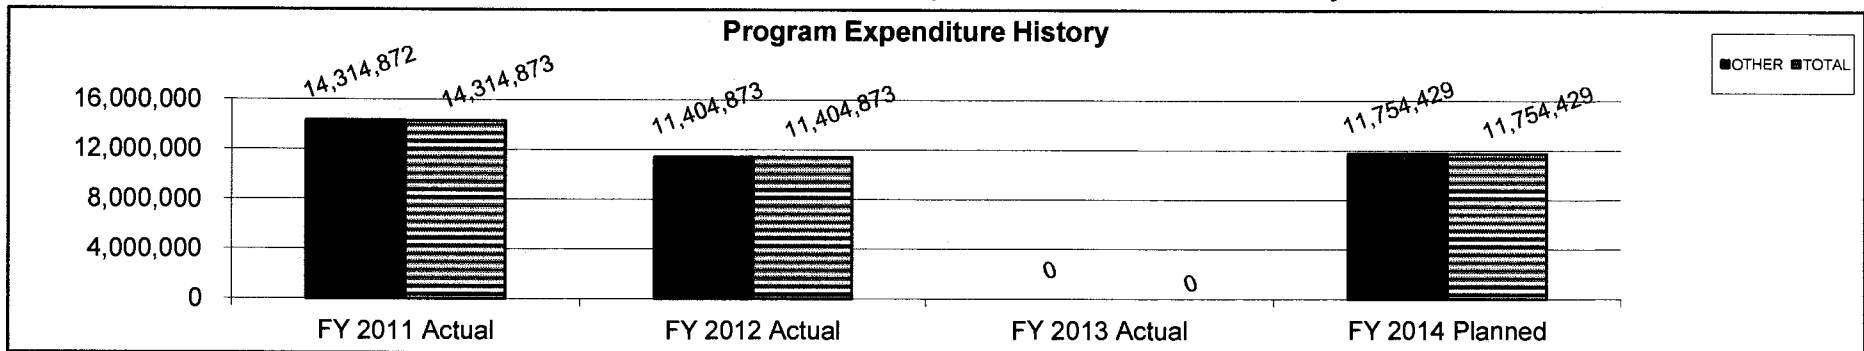 Program Expenditure History
OTHER TOTAL
14,314,872 14,314,873 11,404,873 11,404,873 0 0 11,754,429 11,754,429
16,000,000
12,000,000
8,000,000
4,000,000
0
FY 2011 Actual FY 2012 Actual FY 2013 Actual FY 2014 Planned